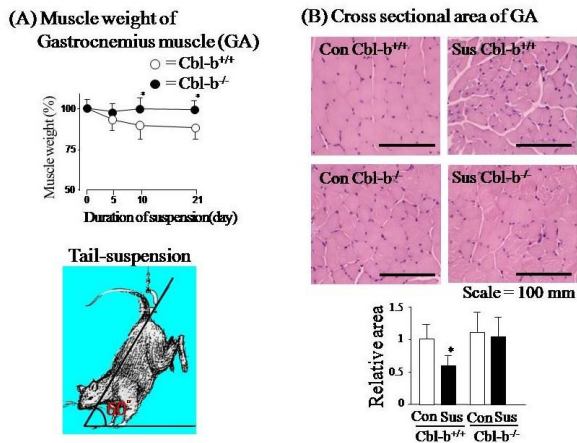 (A) Muscle weight of
Gastrocnemius muscle (GA)
○ = Cbl-b+/+
● = Cbl-b-/-
*
*
100
75
50
Muscle weight (%)
0 5 10 21
Duration of suspension (day)
Tail-suspension
60°
(B) Cross sectional area of GA
Con Cbl-b+/+
Sus Cbl-b+/+
Con Cbl-b-/-
Sus Cbl-b-/-
Scale = 100 mm
1.5
1
0.5
0
Relative area
*
Con Sus Con Sus
Cbl-b+/+ Cbl-b-/-